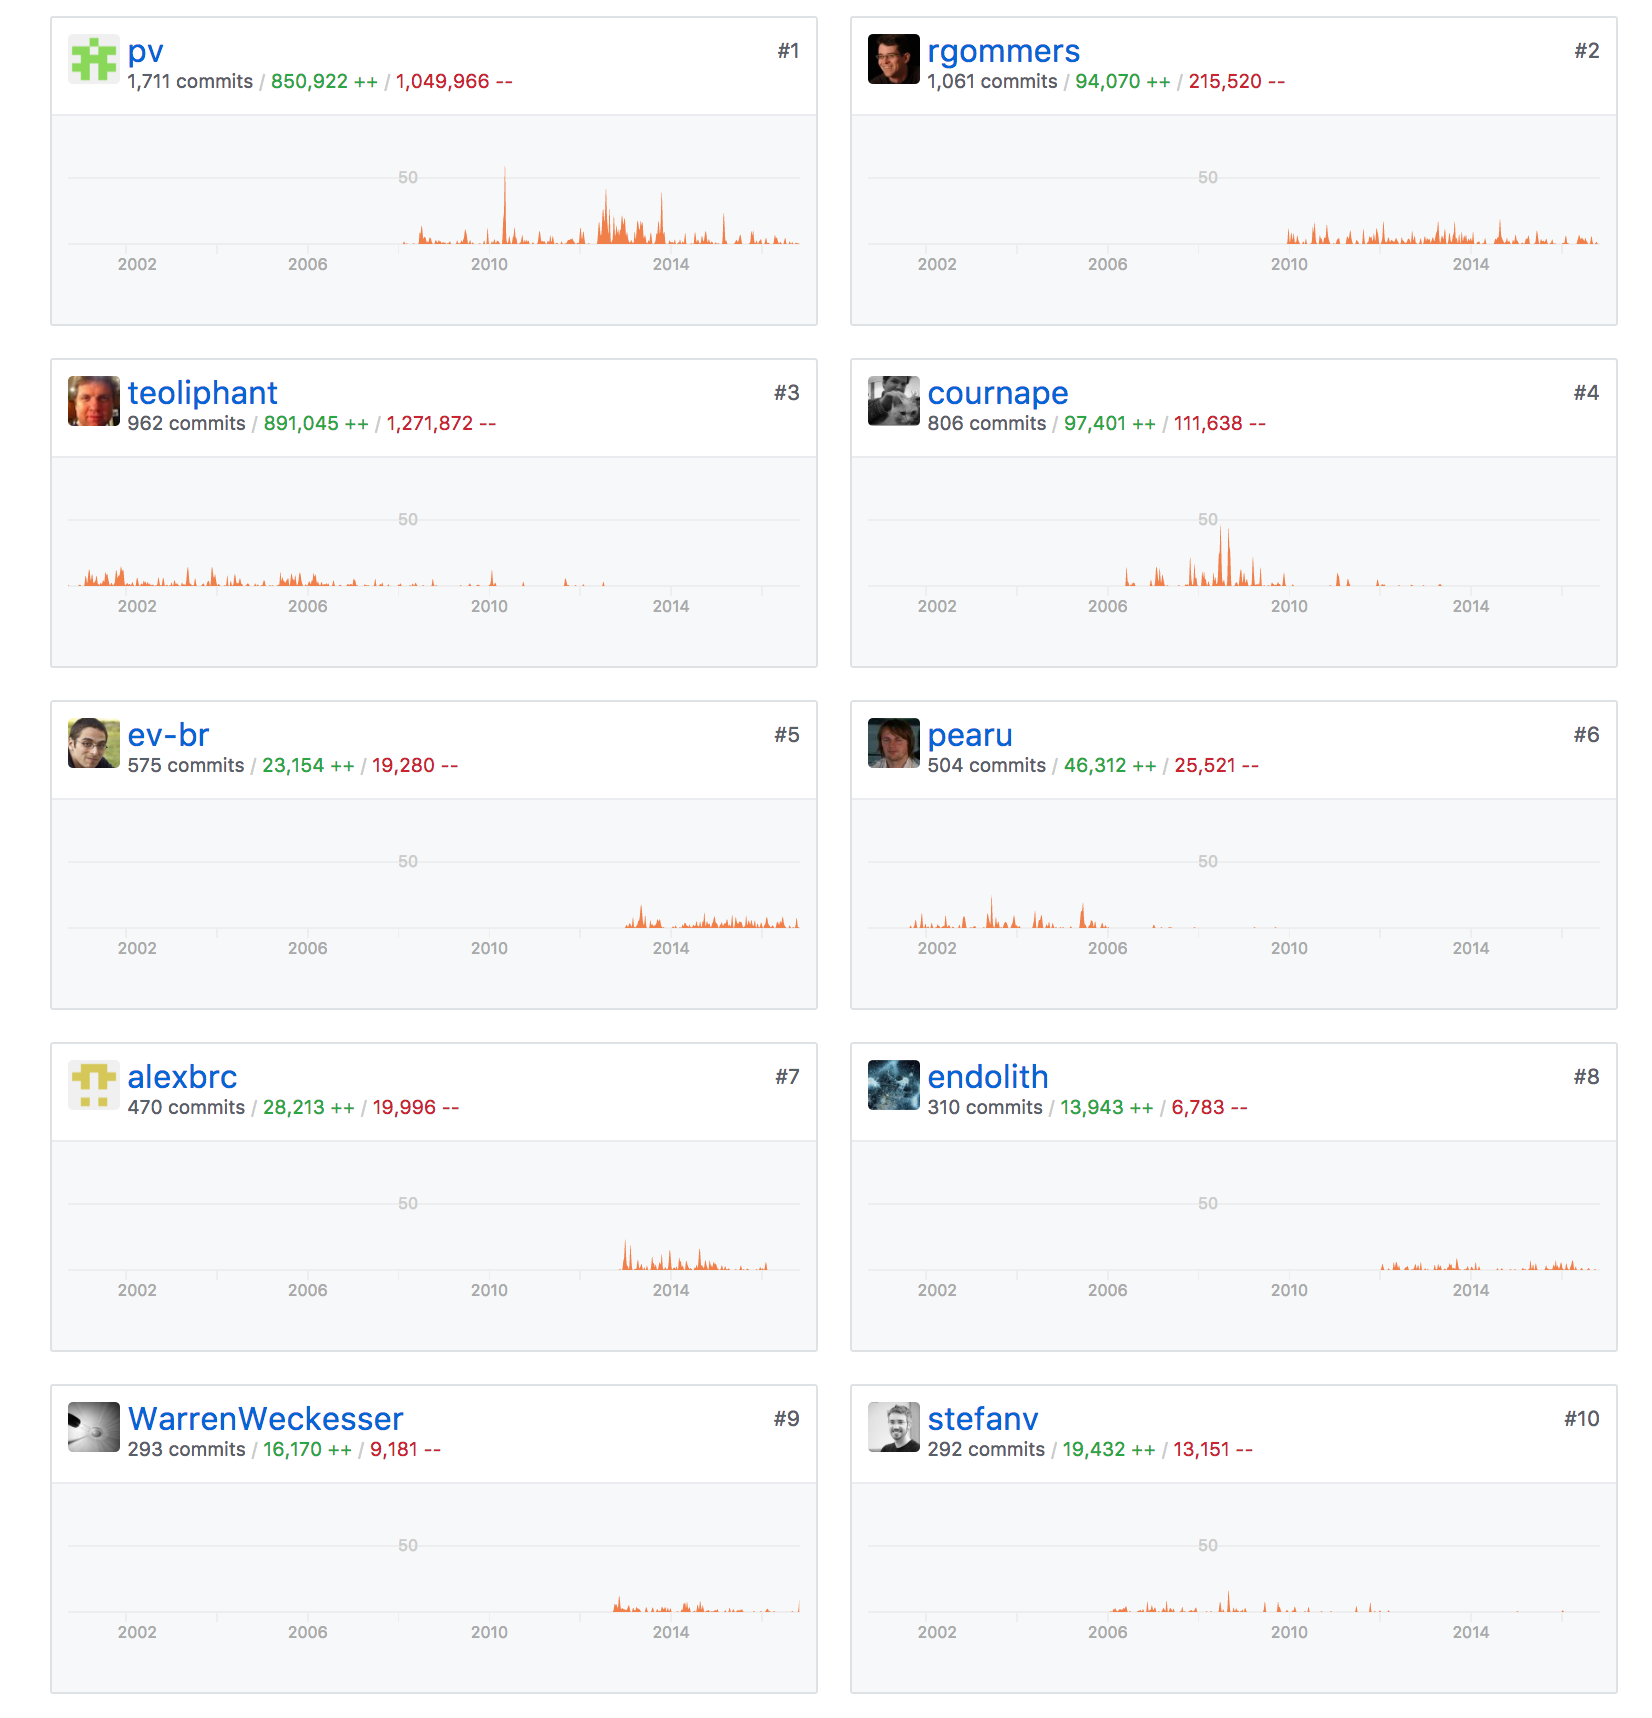 pv #1
1,711 commits / 850,922 ++ / 1,049,966 --
50
2002 2006 2010 2014
rgommers #2
1,061 commits / 94,070 ++ / 215,520 --
50
2002 2006 2010 2014
teoliphant #3
962 commits / 891,045 ++ / 1,271,872 --
50
2002 2006 2010 2014
cournape #4
806 commits / 97,401 ++ / 111,638 --
50
2002 2006 2010 2014
ev-br #5
575 commits / 23,154 ++ / 19,280 --
50
2002 2006 2010 2014
pearu #6
504 commits / 46,312 ++ / 25,521 --
50
2002 2006 2010 2014
alexbrc #7
470 commits / 28,213 ++ / 19,996 --
50
2002 2006 2010 2014
endolith #8
310 commits / 13,943 ++ / 6,783 --
50
2002 2006 2010 2014
WarrenWeckesser #9
293 commits / 16,170 ++ / 9,181 --
50
2002 2006 2010 2014
stefanv #10
292 commits / 19,432 ++ / 13,151 --
50
2002 2006 2010 2014